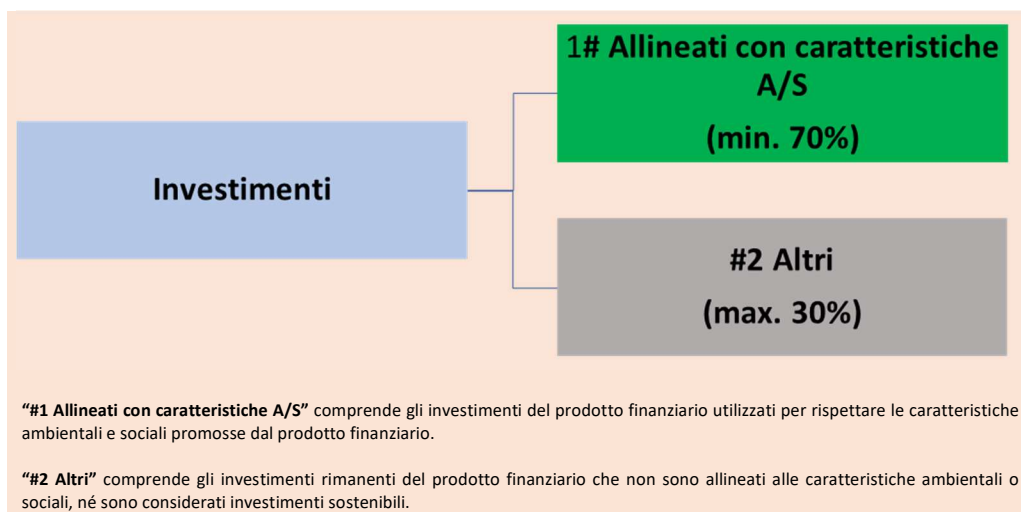 1# Allineati con caratteristiche
A/S
(min. 70%)
Investimenti
#2 Altri
(max. 30%)
“#1 Allineati con caratteristiche A/S” comprende gli investimenti del prodotto finanziario utilizzati per rispettare le caratteristiche
ambientali e sociali promosse dal prodotto finanziario.
“#2 Altri” comprende gli investimenti rimanenti del prodotto finanziario che non sono allineati alle caratteristiche ambientali o
sociali, né sono considerati investimenti sostenibili.